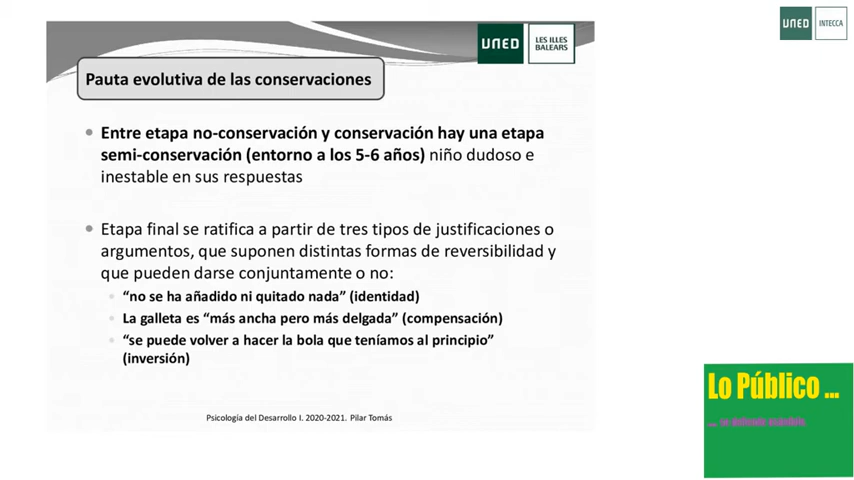 UNED
INTECCA
UNED
LES ILLES
BALEARS
Pauta evolutiva de las conservaciones
Entre etapa no-conservación y conservación hay una etapa
semi-conservación (entorno a los 5-6 años) niño dudoso e
inestable en sus respuestas
Etapa final se ratifica a partir de tres tipos de justificaciones o
argumentos, que suponen distintas formas de reversibilidad y
que pueden darse conjuntamente o no:
“no se ha añadido ni quitado nada” (identidad)
La galleta es “más ancha pero más delgada” (compensación)
“se puede volver a hacer la bola que teníamos al principio”
(inversión)
Psicología del Desarrollo I. 2020-2021. Pilar Tomás
Lo Público ...